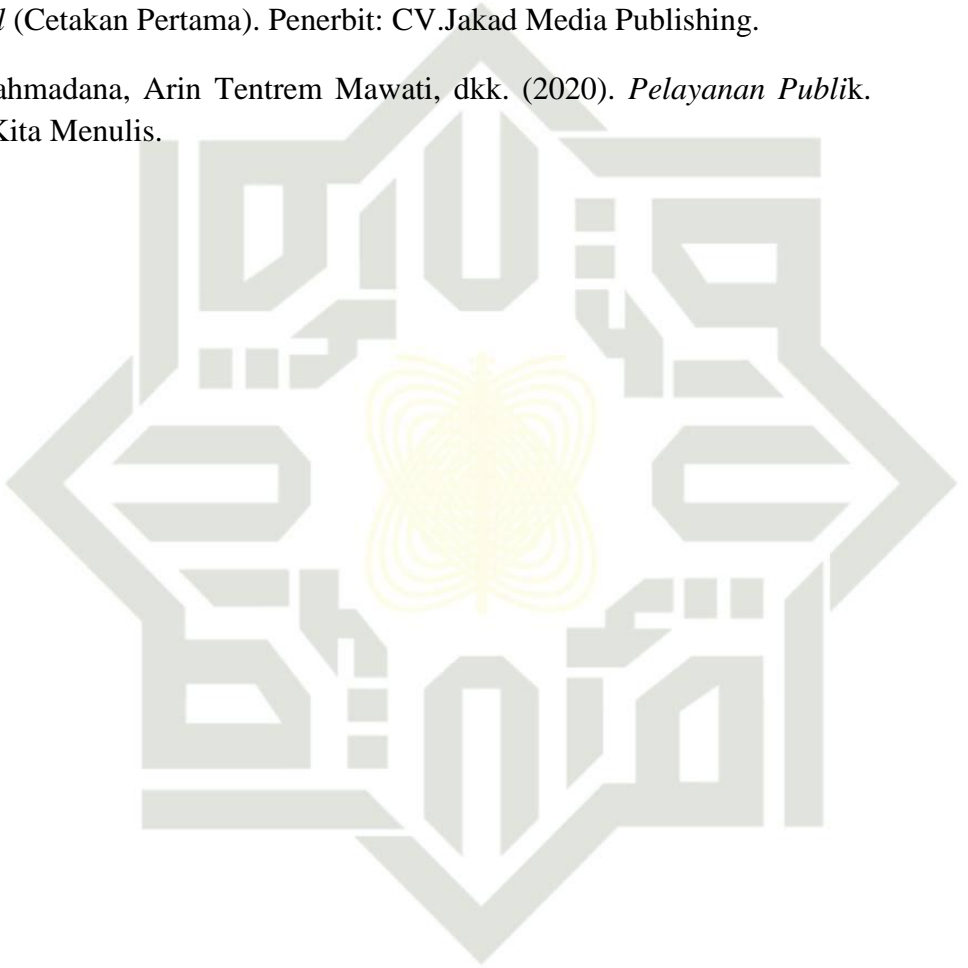 l (Cetakan Pertama). Penerbit: CV.Jakad Media Publishing.
ahmadana, Arin Tentrem Mawati, dkk. (2020). Pelayanan Publik.
Kita Menulis.